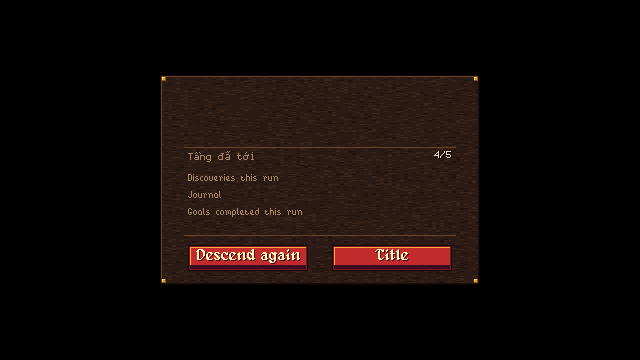 Tầng đã tới 4/5
Discoveries this run
Journal
Goals completed this run
Descend again Title